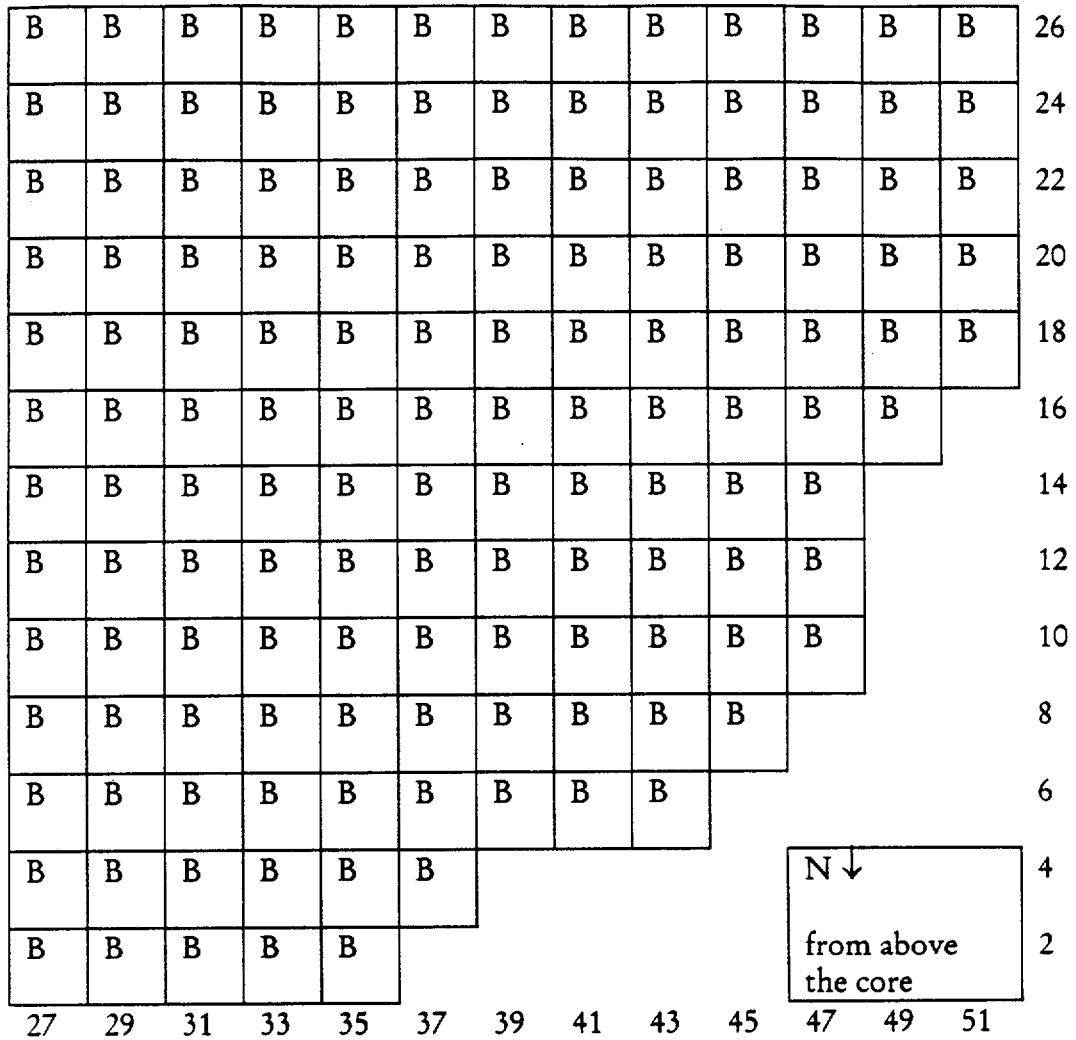 B B B B B B B B B B B B B 26
B B B B B B B B B B B B B 24
B B B B B B B B B B B B B 22
B B B B B B B B B B B B B 20
B B B B B B B B B B B B B 18
B B B B B B B B B B B B 16
B B B B B B B B B B B 14
B B B B B B B B B B B 12
B B B B B B B B B B B 10
B B B B B B B B B B 8
B B B B B B B B B 6
B B B B B B N ↓ 4
B B B B B from above 2
the core
27 29 31 33 35 37 39 41 43 45 47 49 51